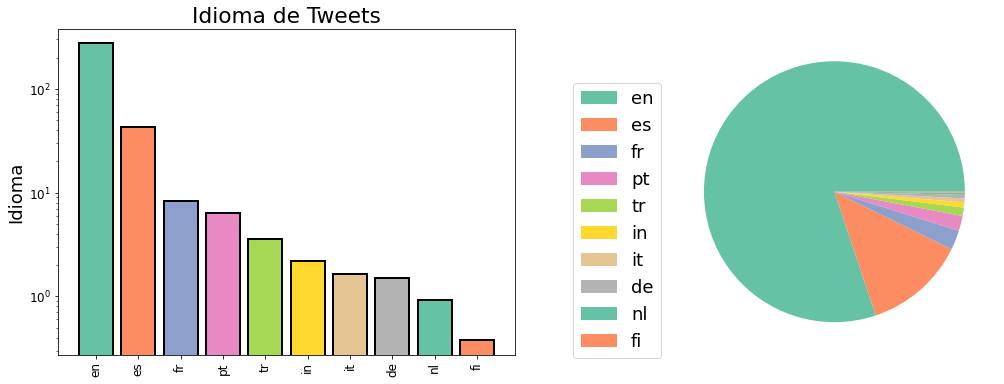 Idioma de Tweets
Idioma
10²
10¹
10⁰
en
es
fr
pt
tr
in
it
de
nl
fi
en
es
fr
pt
tr
in
it
de
nl
fi